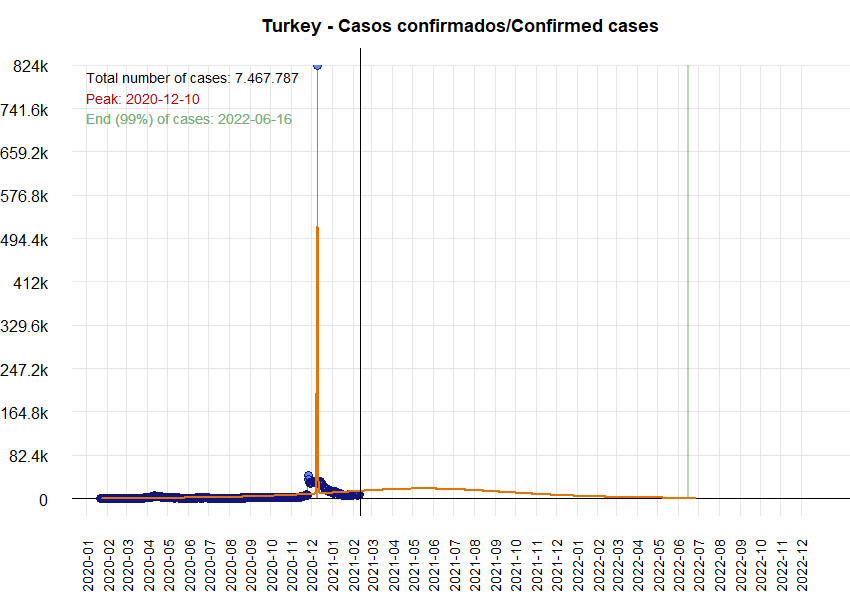 Turkey - Casos confirmados/Confirmed cases
824k
741.6k
659.2k
576.8k
494.4k
412k
329.6k
247.2k
164.8k
82.4k
0
Total number of cases: 7.467.787
Peak: 2020-12-10
End (99%) of cases: 2022-06-16
2020-01
2020-02
2020-03
2020-04
2020-05
2020-06
2020-07
2020-08
2020-09
2020-10
2020-11
2020-12
2021-01
2021-02
2021-03
2021-04
2021-05
2021-06
2021-07
2021-08
2021-09
2021-10
2021-11
2021-12
2022-01
2022-02
2022-03
2022-04
2022-05
2022-06
2022-07
2022-08
2022-09
2022-10
2022-11
2022-12